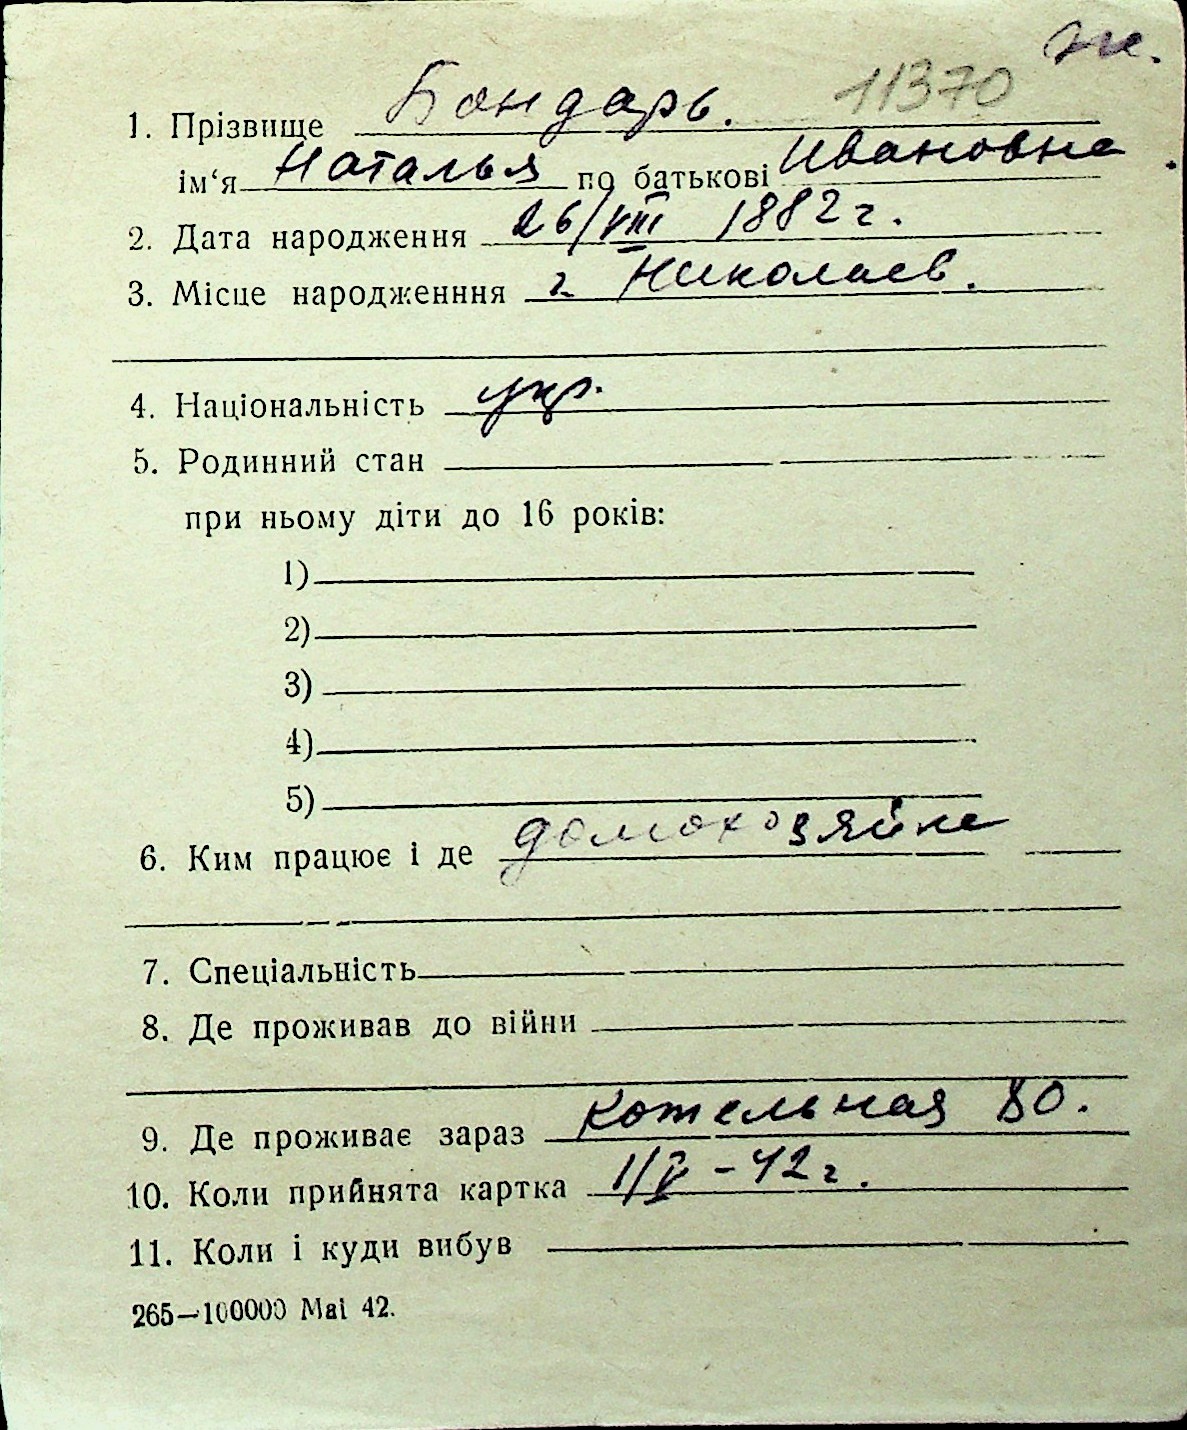 ж.
11370
1. Прізвище Бондарь.
ім‘я Наталья по батькові Ивановна
2. Дата народження 26/VIII 1882 г.
3. Місце народженння г. Николаев.
4. Національність укр.
5. Родинний стан
при ньому діти до 16 років:
1)
2)
3)
4)
5)
6. Ким працює і де домохозяйка
7. Спеціальність
8. Де проживав до війни
9. Де проживає зараз Котельная 80.
10. Коли прийнята картка 1/V - 42 г.
11. Коли і куди вибув
265—100000 Mai 42.